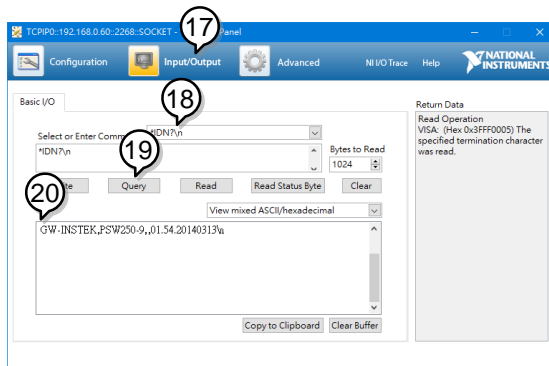 TCPIP0::192.168.0.60::2268::SOCKET - Panel
17
Configuration Input/Output Advanced NI I/O Trace Help NATIONAL INSTRUMENTS
Basic I/O
18
Select or Enter Comm *IDN?\n
*IDN?\n
19
Bytes to Read
1024
20
Query Read Read Status Byte Clear
View mixed ASCII/hexadecimal
GW-INSTEK,PSW250-9,,01.54.20140313\n
Copy to Clipboard Clear Buffer
Return Data
Read Operation
VISA: (Hex 0x3FFF0005) The
specified termination character
was read.